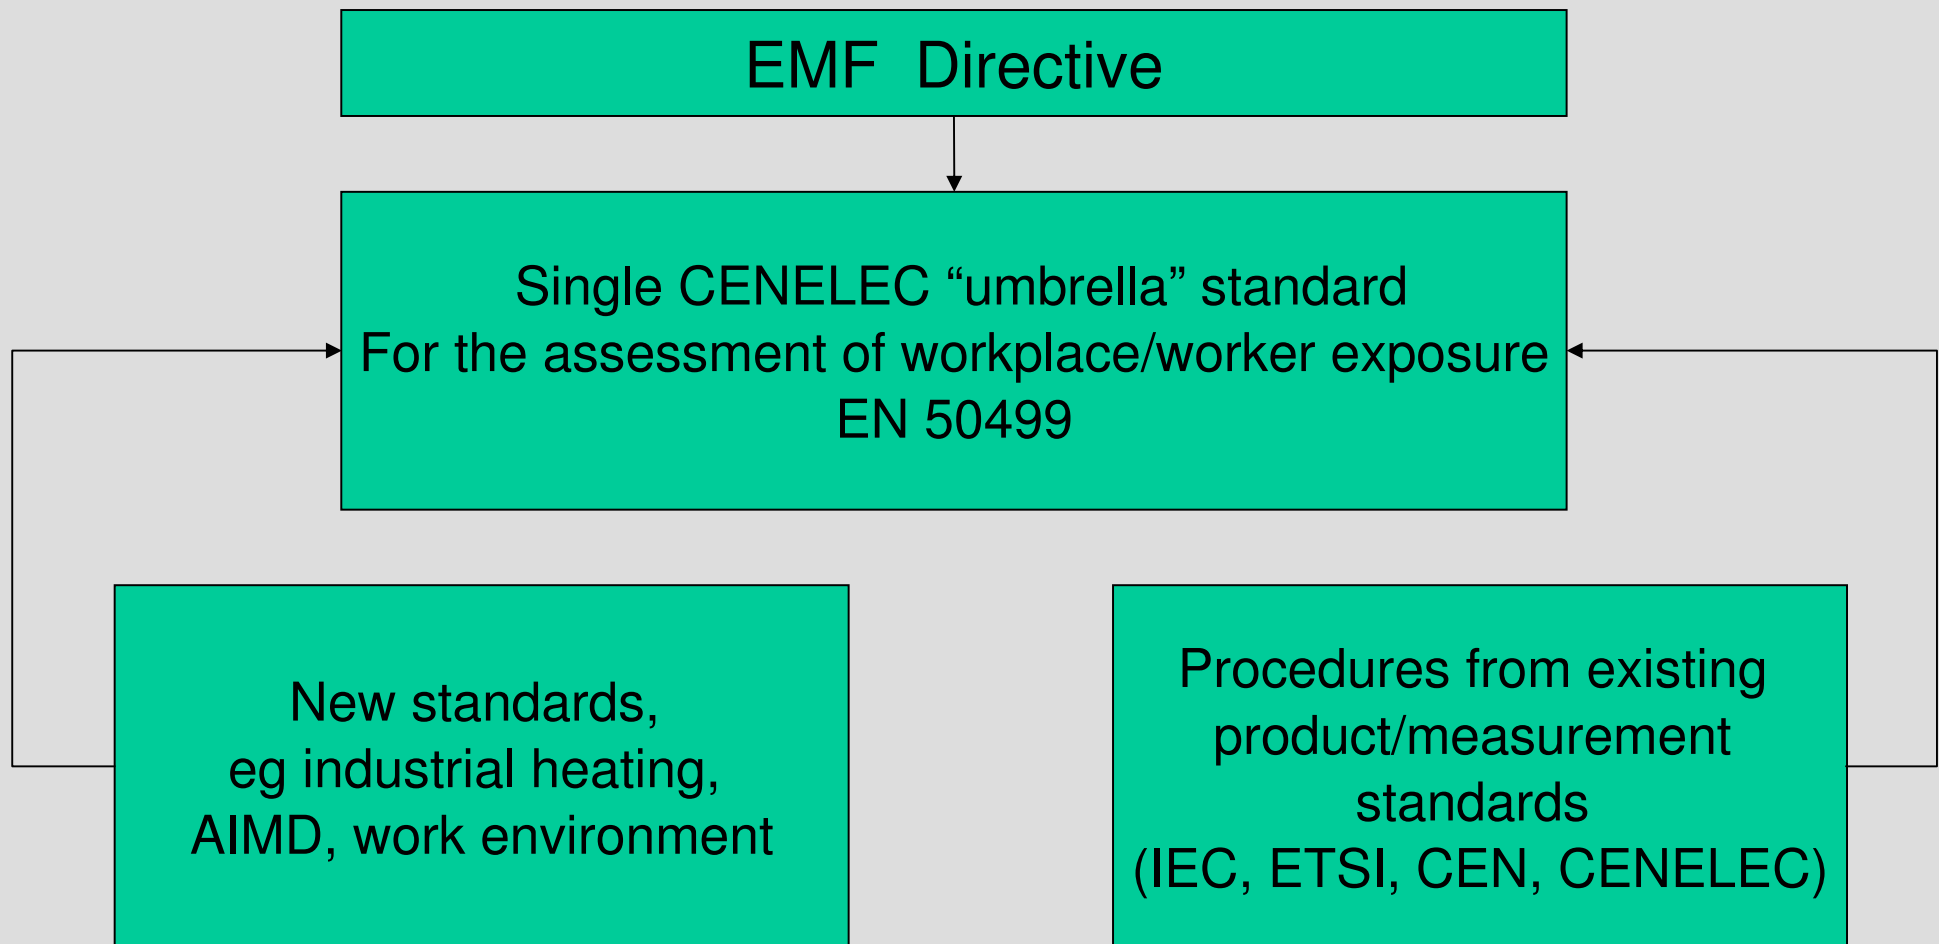 EMF Directive
Single CENELEC “umbrella” standard
For the assessment of workplace/worker exposure
EN 50499
New standards,
eg industrial heating,
AIMD, work environment
Procedures from existing
product/measurement
standards
(IEC, ETSI, CEN, CENELEC)